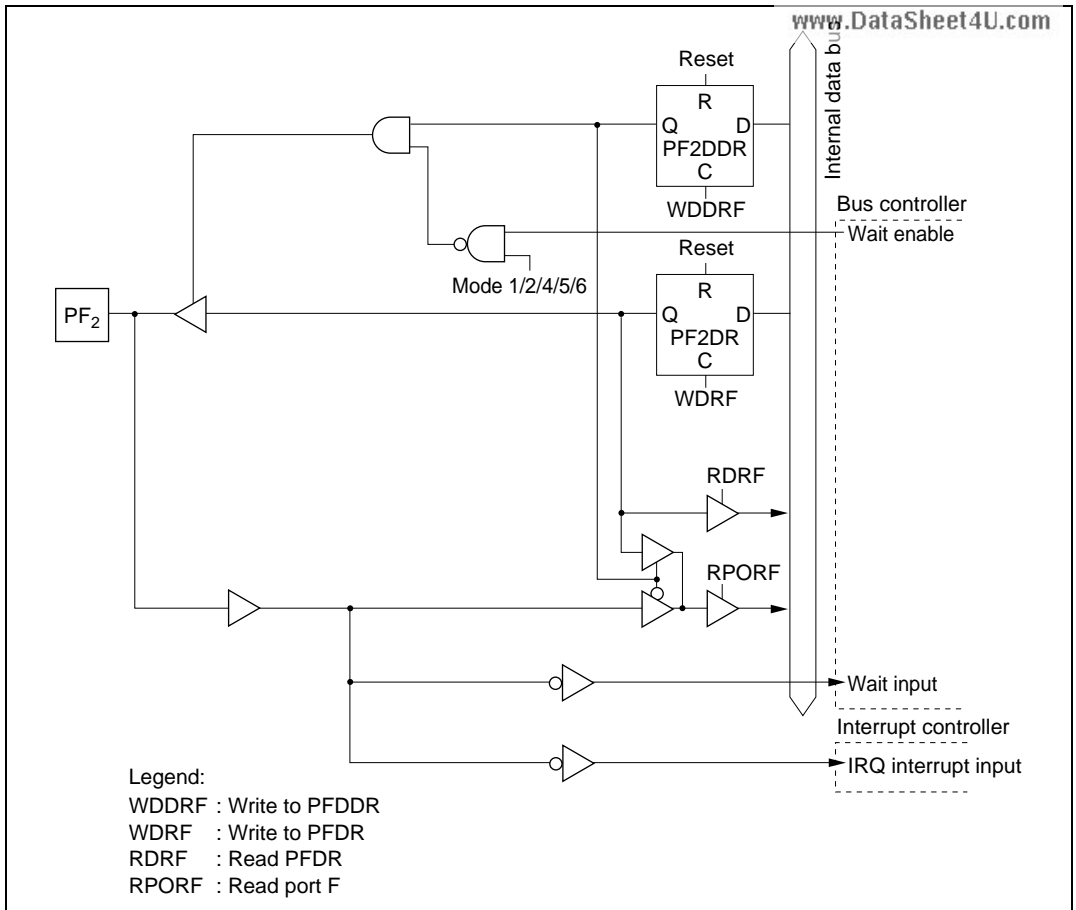 www.DataSheet4U.com
Internal data bus
Reset
R
Q D
PF2DDR
C
WDDRF
Bus controller
Wait enable
Mode 1/2/4/5/6
Reset
R
Q D
PF2DR
C
WDRF
PF₂
RDRF
RPORF
Wait input
Interrupt controller
IRQ interrupt input
Legend:
WDDRF : Write to PFDDR
WDRF : Write to PFDR
RDRF : Read PFDR
RPORF : Read port F